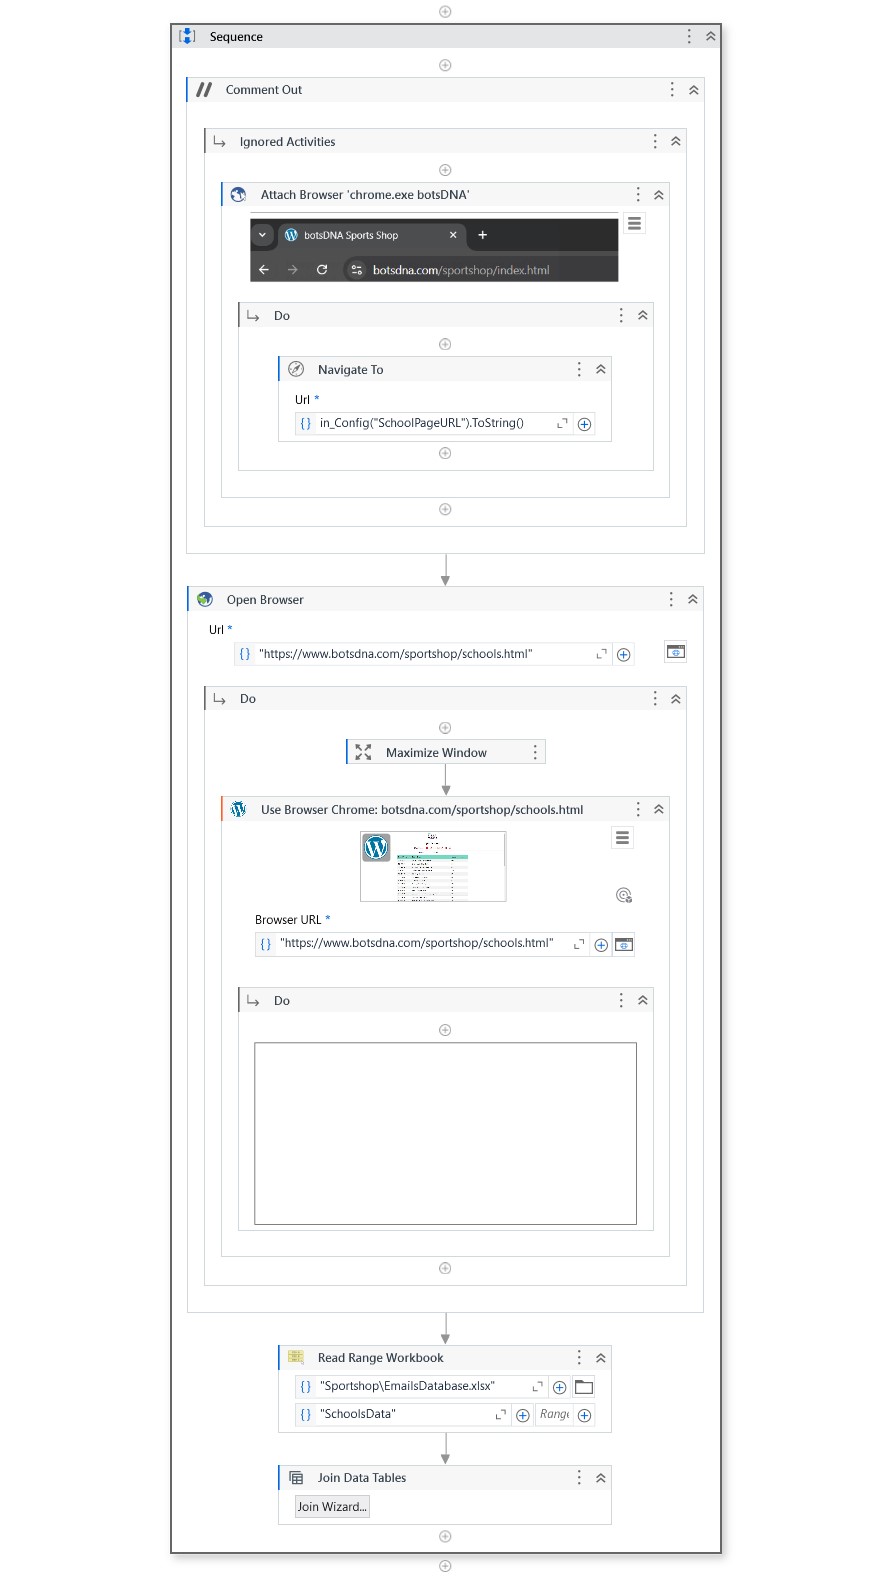 Sequence
Comment Out
Ignored Activities
Attach Browser 'chrome.exe botsDNA'
botsDNA Sports Shop
botsdna.com/sportshop/index.html
Do
Navigate To
Url *
in_Config("SchoolPageURL").ToString()
Open Browser
Url *
"https://www.botsdna.com/sportshop/schools.html"
Do
Maximize Window
Use Browser Chrome: botsdna.com/sportshop/schools.html
Browser URL *
"https://www.botsdna.com/sportshop/schools.html"
Do
Read Range Workbook
"Sportshop\EmailsDatabase.xlsx"
"SchoolsData" Range
Join Data Tables
Join Wizard...